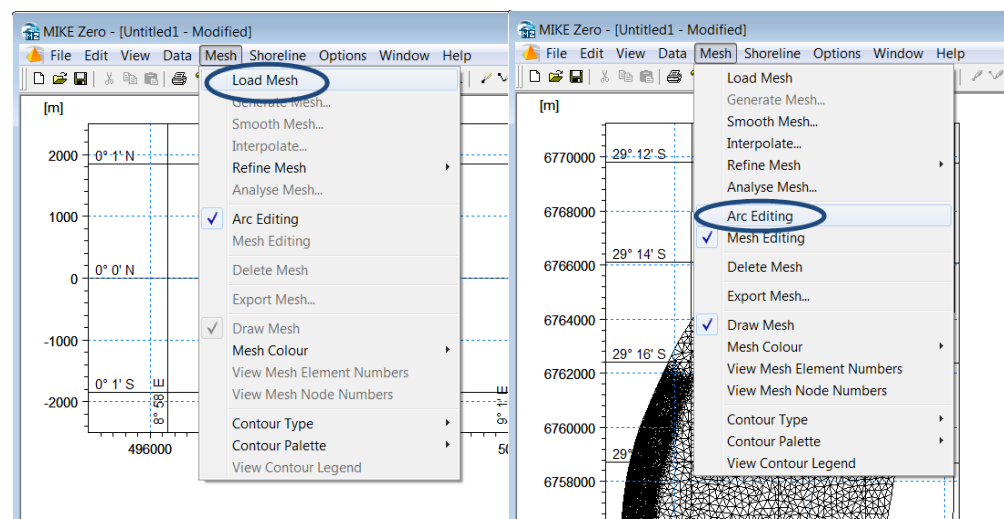 MIKE Zero - [Untitled1 - Modified]
File Edit View Data Mesh Shoreline Options Window Help
[m]
2000
1000
0
-1000
-2000
0° 1' N
0° 0' N
0° 1' S
8° 58' E
9° 1' E
496000
50
Load Mesh
Generate Mesh...
Smooth Mesh...
Interpolate...
Refine Mesh
Analyse Mesh...
Arc Editing
Mesh Editing
Delete Mesh
Export Mesh...
Draw Mesh
Mesh Colour
View Mesh Element Numbers
View Mesh Node Numbers
Contour Type
Contour Palette
View Contour Legend
MIKE Zero - [Untitled1 - Modified]
File Edit View Data Mesh Shoreline Options Window Help
[m]
6770000
6768000
6766000
6764000
6762000
6760000
6758000
29° 12' S
29° 14' S
29° 16' S
29°
Load Mesh
Generate Mesh...
Smooth Mesh...
Interpolate...
Refine Mesh
Analyse Mesh...
Arc Editing
Mesh Editing
Delete Mesh
Export Mesh...
Draw Mesh
Mesh Colour
View Mesh Element Numbers
View Mesh Node Numbers
Contour Type
Contour Palette
View Contour Legend